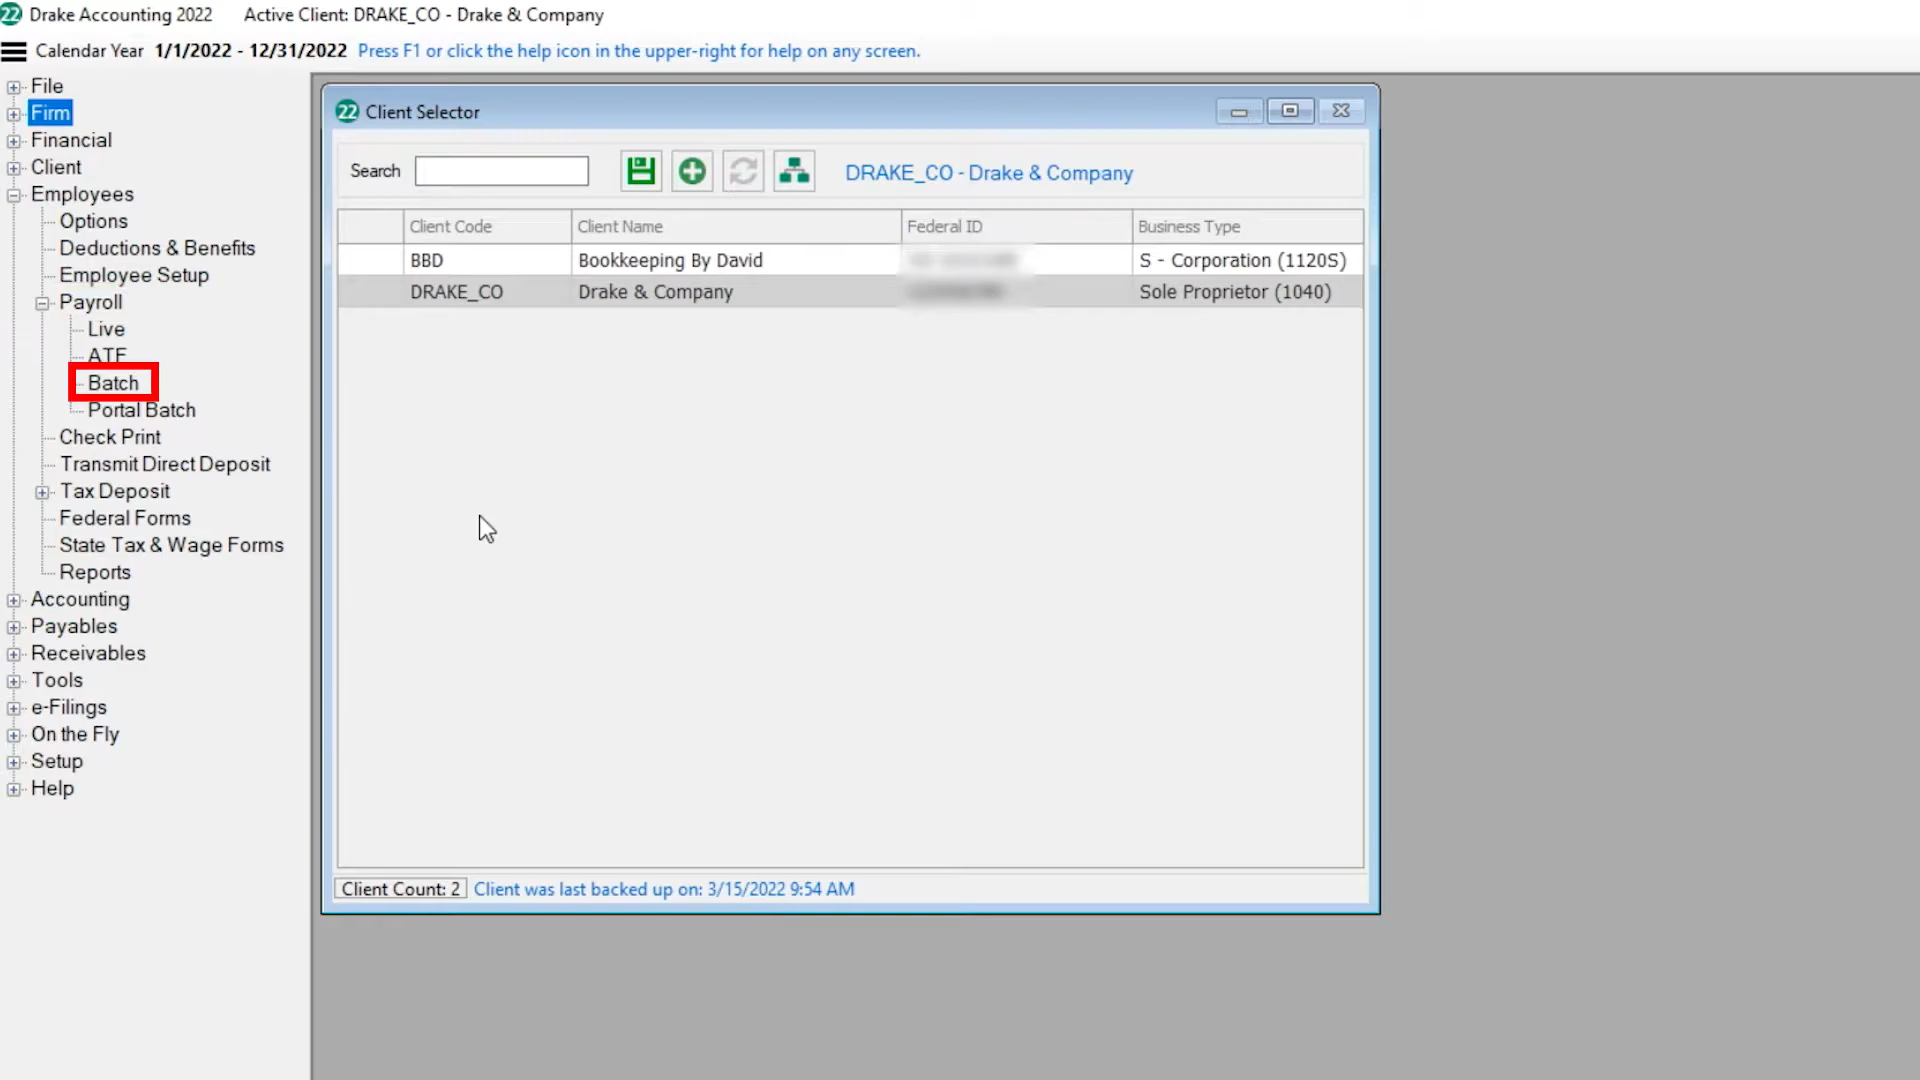 22 Drake Accounting 2022 Active Client: DRAKE_CO - Drake & Company
Calendar Year 1/1/2022 - 12/31/2022 Press F1 or click the help icon in the upper-right for help on any screen.
File
Firm
Financial
Client
Employees
Options
Deductions & Benefits
Employee Setup
Payroll
Live
ATF
Batch
Portal Batch
Check Print
Transmit Direct Deposit
Tax Deposit
Federal Forms
State Tax & Wage Forms
Reports
Accounting
Payables
Receivables
Tools
e-Filings
On the Fly
Setup
Help
22 Client Selector
Search DRAKE_CO - Drake & Company
Client Code Client Name Federal ID Business Type
BBD Bookkeeping By David S - Corporation (1120S)
DRAKE_CO Drake & Company Sole Proprietor (1040)
Client Count: 2 Client was last backed up on: 3/15/2022 9:54 AM